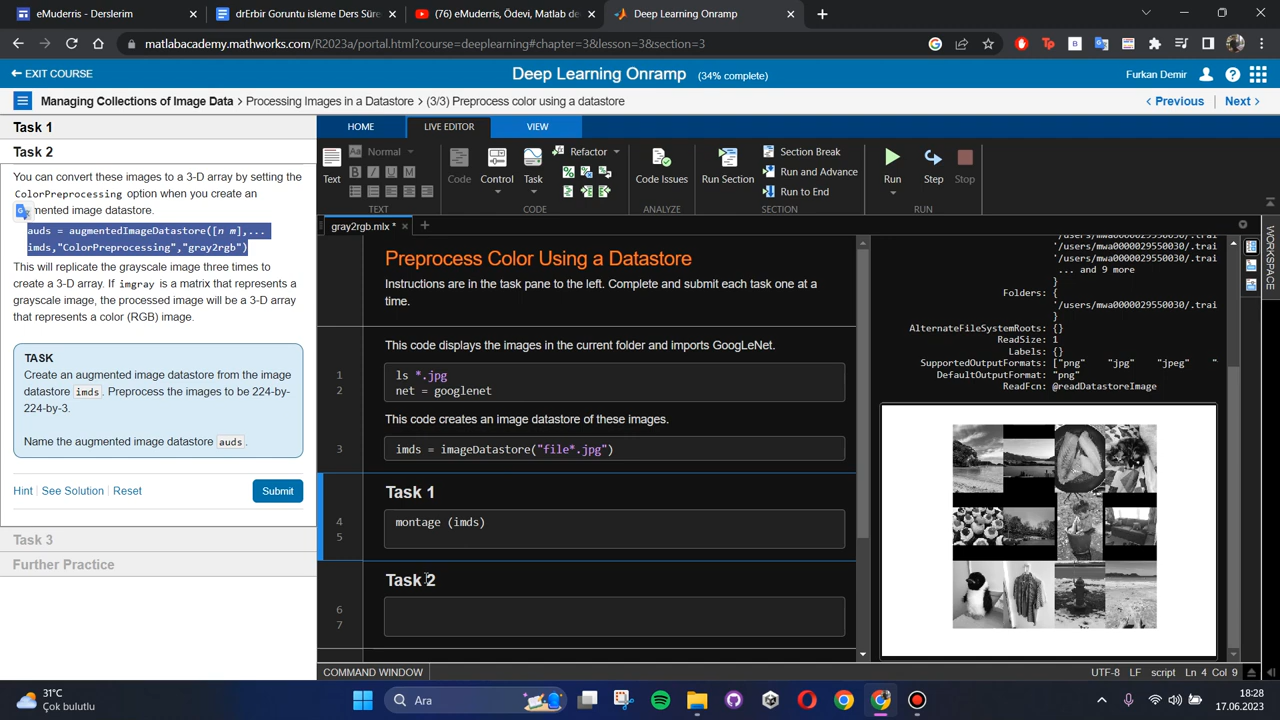 eMuderris - Derslerim
drErbir Goruntu isleme Ders Süre
(76) eMuderris, Ödevi, Matlab de
Deep Learning Onramp
matlabacademy.mathworks.com/R2023a/portal.html?course=deeplearning#chapter=3&lesson=3&section=3
EXIT COURSE
Deep Learning Onramp (34% complete)
Furkan Demir
Managing Collections of Image Data > Processing Images in a Datastore > (3/3) Preprocess color using a datastore
< Previous
Next >
Task 1
Task 2
You can convert these images to a 3-D array by setting the
ColorPreprocessing option when you create an
mented image datastore.
auds = augmentedImageDatastore([n m],...
imds,"ColorPreprocessing","gray2rgb")
This will replicate the grayscale image three times to
create a 3-D array. If imgray is a matrix that represents a
grayscale image, the processed image will be a 3-D array
that represents a color (RGB) image.
TASK
Create an augmented image datastore from the image
datastore imds. Preprocess the images to be 224-by-
224-by-3.
Name the augmented image datastore auds.
Hint | See Solution | Reset
Submit
Task 3
Further Practice
HOME
LIVE EDITOR
VIEW
Text
Aa Normal
B I U M
TEXT
Code
Control
Task
Refactor
CODE
Code Issues
ANALYZE
Run Section
Section Break
Run and Advance
Run to End
SECTION
Run
Step
Stop
RUN
gray2rgb.mlx *
Preprocess Color Using a Datastore
Instructions are in the task pane to the left. Complete and submit each task one at a
time.
This code displays the images in the current folder and imports GoogLeNet.
1 ls *.jpg
2 net = googlenet
This code creates an image datastore of these images.
3 imds = imageDatastore("file*.jpg")
Task 1
4 montage (imds)
5
Task 2
6
7
'/users/mwa0000029550030/.trai
'/users/mwa0000029550030/.trai
... and 9 more
}
Folders: {
'/users/mwa0000029550030/.trai
}
AlternateFileSystemRoots: {}
ReadSize: 1
Labels: {}
SupportedOutputFormats: ["png" "jpg" "jpeg" "
DefaultOutputFormat: "png"
ReadFcn: @readDatastoreImage
WORKSPACE
COMMAND WINDOW
UTF-8
LF
script
Ln 4 Col 9
31°C
Çok bulutlu
Ara
18:28
17.06.2023